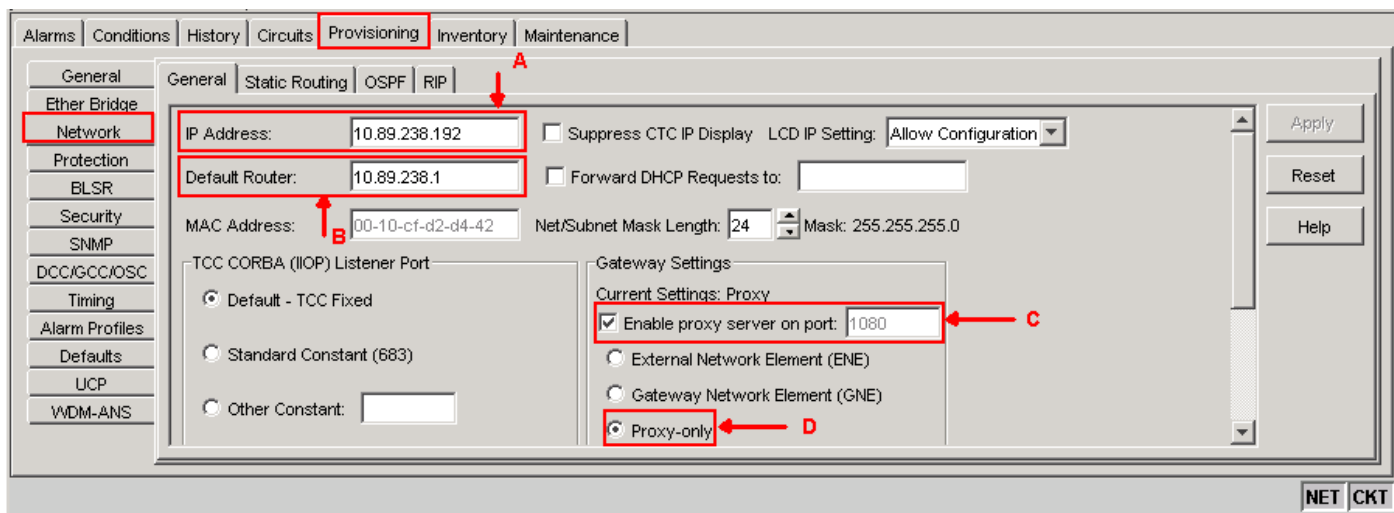 Alarms Conditions History Circuits Provisioning Inventory Maintenance
A
General
Ether Bridge
Network
Protection
BLSR
Security
SNMP
DCC/GCC/OSC
Timing
Alarm Profiles
Defaults
UCP
WDM-ANS
General Static Routing OSPF RIP
IP Address: 10.89.238.192 Suppress CTC IP Display LCD IP Setting: Allow Configuration
Default Router: 10.89.238.1 Forward DHCP Requests to:
B
MAC Address: 00-10-cf-d2-d4-42 Net/Subnet Mask Length: 24 Mask: 255.255.255.0
TCC CORBA (IIOP) Listener Port
Default - TCC Fixed
Standard Constant (683)
Other Constant:
Gateway Settings
Current Settings: Proxy
Enable proxy server on port: 1080
C
External Network Element (ENE)
Gateway Network Element (GNE)
Proxy-only
D
Apply
Reset
Help
NET CKT